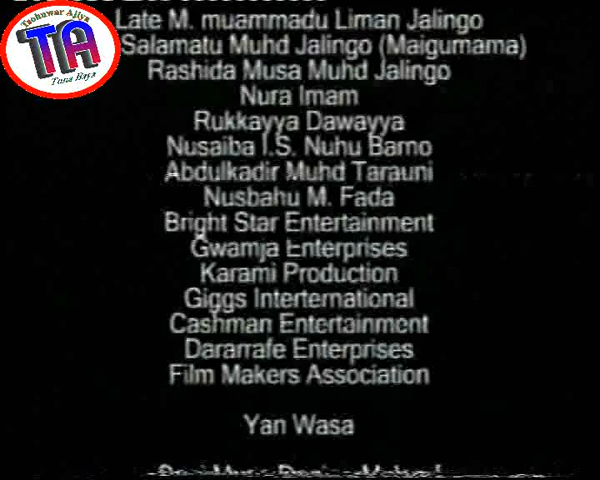 Tashuwar Ajiya
TA
Tuna Baya
Late M. muammadu Liman Jalingo
Salamatu Muhd Jalingo (Maigumama)
Rashida Musa Muhd Jalingo
Nura Imam
Rukkayya Dawayya
Nusaiba I.S. Nuhu Bamo
Abdulkadir Muhd Tarauni
Nusbahu M. Fada
Bright Star Entertainment
Gwamja Enterprises
Karami Production
Giggs Interternational
Cashman Entertainment
Dararrafe Enterprises
Film Makers Association
Yan Wasa